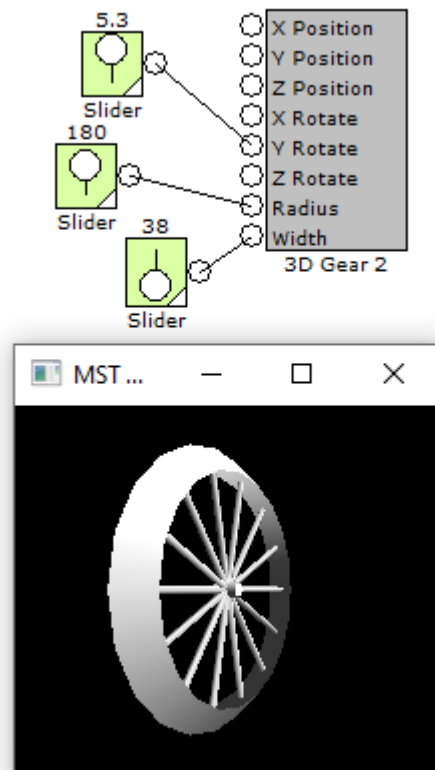 5.3
Slider
180
Slider
38
Slider
X Position
Y Position
Z Position
X Rotate
Y Rotate
Z Rotate
Radius
Width
3D Gear 2
MST ...